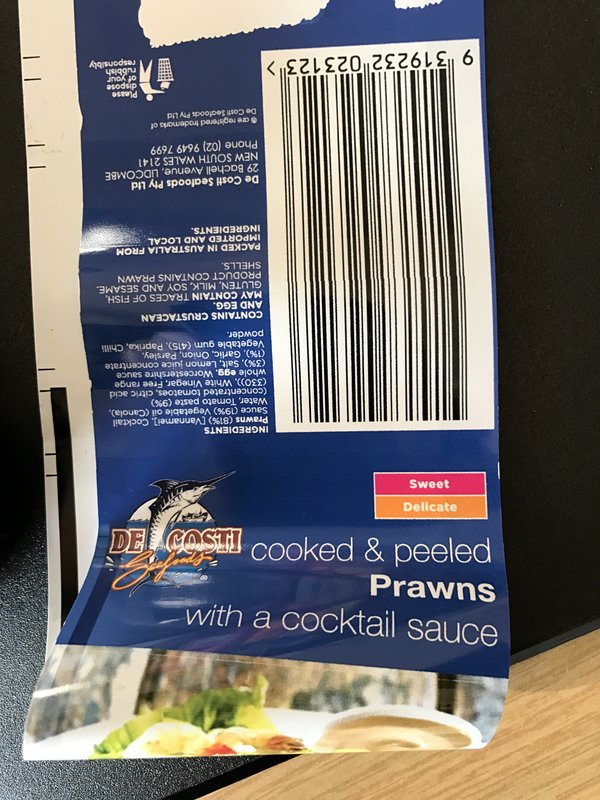 Sweet
Delicate
DE COSTI
Seafoods
®
cooked & peeled
Prawns
with a cocktail sauce
INGREDIENTS
Prawns (81%) [Vannamei], Cocktail
Sauce (19%) Vegetable oil (Canola),
Water, Tomato paste (9%)
(concentrated tomatoes, citric acid
(330)), White Vinegar, Free range
whole egg, Worcestershire sauce
(3%), Salt, Lemon juice concentrate
(1%), Garlic, Onion, Parsley,
Vegetable gum (415), Paprika, Chilli
powder.
CONTAINS CRUSTACEAN
AND EGG.
MAY CONTAIN TRACES OF FISH,
GLUTEN, MILK, SOY AND SESAME.
PRODUCT CONTAINS PRAWN
SHELLS.
PACKED IN AUSTRALIA FROM
IMPORTED AND LOCAL
INGREDIENTS.
De Costi Seafoods Pty Ltd
29 Bachell Avenue, LIDCOMBE
NEW SOUTH WALES 2141
Phone (02) 9649 7699
® are registered trademarks of
De Costi Seafoods Pty Ltd
Please
dispose
of your
rubbish
responsibly
9 319232 023123 >